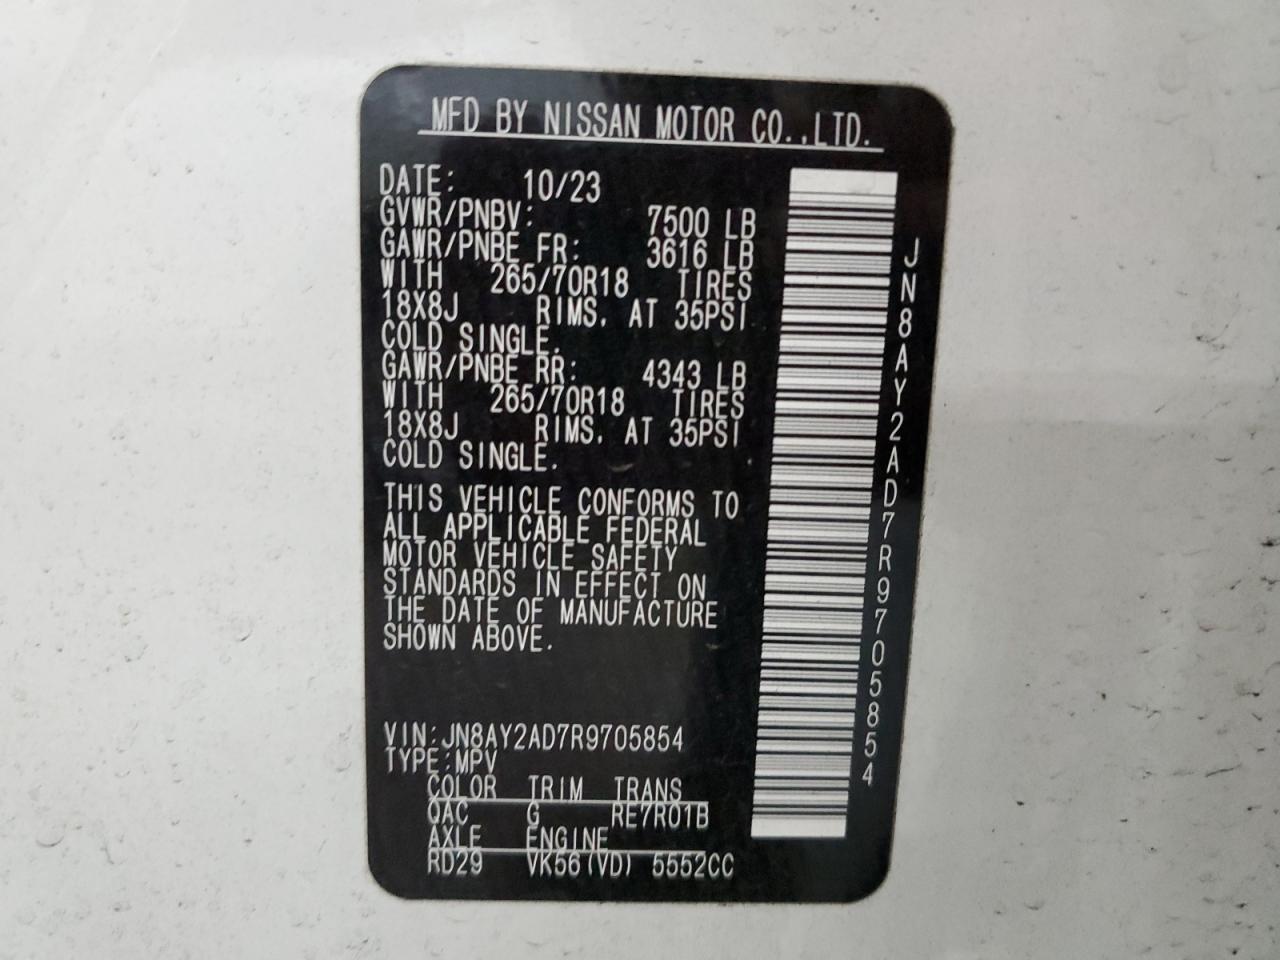 MFD BY NISSAN MOTOR CO.,LTD.
DATE: 10/23
GVWR/PNBV: 7500 LB
GAWR/PNBE FR: 3616 LB
WITH 265/70R18 TIRES
18X8J RIMS. AT 35PSI
COLD SINGLE.
GAWR/PNBE RR: 4343 LB
WITH 265/70R18 TIRES
18X8J RIMS. AT 35PSI
COLD SINGLE.
THIS VEHICLE CONFORMS TO
ALL APPLICABLE FEDERAL
MOTOR VEHICLE SAFETY
STANDARDS IN EFFECT ON
THE DATE OF MANUFACTURE
SHOWN ABOVE.
VIN:JN8AY2AD7R9705854
TYPE:MPV
COLOR TRIM TRANS
QAC G RE7R01B
AXLE ENGINE
RD29 VK56(VD) 5552CC
JN8AY2AD7R9705854